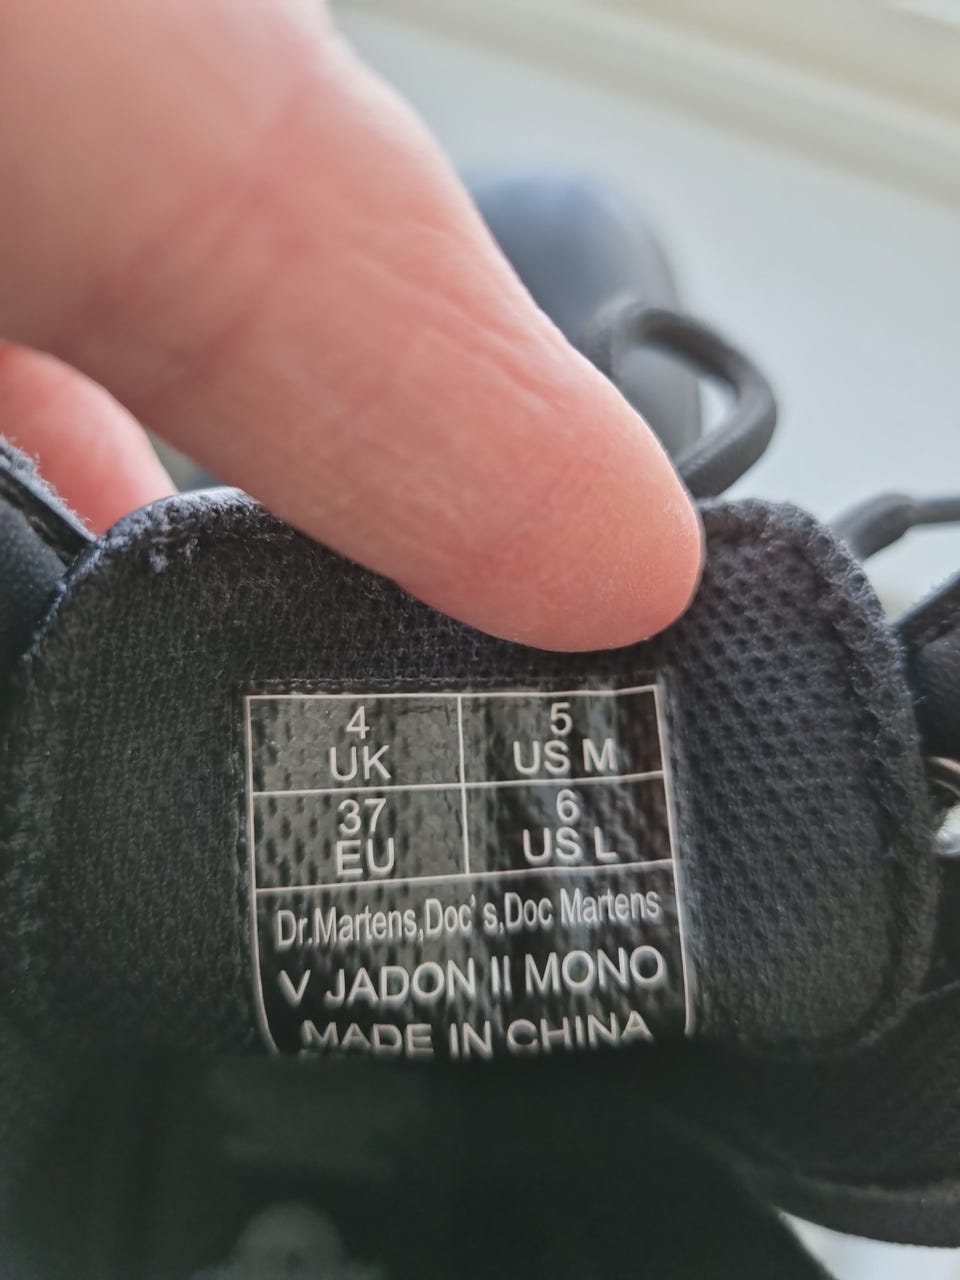 4 5
UK US M
37 6
EU US L
Dr.Martens,Doc's,Doc Martens
V JADON II MONO
MADE IN CHINA